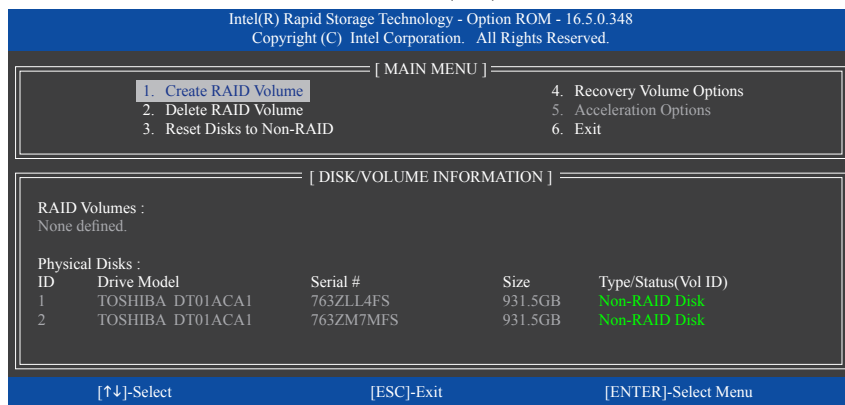 Intel(R) Rapid Storage Technology - Option ROM - 16.5.0.348
Copyright (C) Intel Corporation. All Rights Reserved.
[ MAIN MENU ]
1. Create RAID Volume
2. Delete RAID Volume
3. Reset Disks to Non-RAID
4. Recovery Volume Options
5. Acceleration Options
6. Exit
[ DISK/VOLUME INFORMATION ]
RAID Volumes :
None defined.
Physical Disks :
ID Drive Model Serial # Size Type/Status(Vol ID)
1 TOSHIBA DT01ACA1 763ZLL4FS 931.5GB Non-RAID Disk
2 TOSHIBA DT01ACA1 763ZM7MFS 931.5GB Non-RAID Disk
[↑↓]-Select [ESC]-Exit [ENTER]-Select Menu